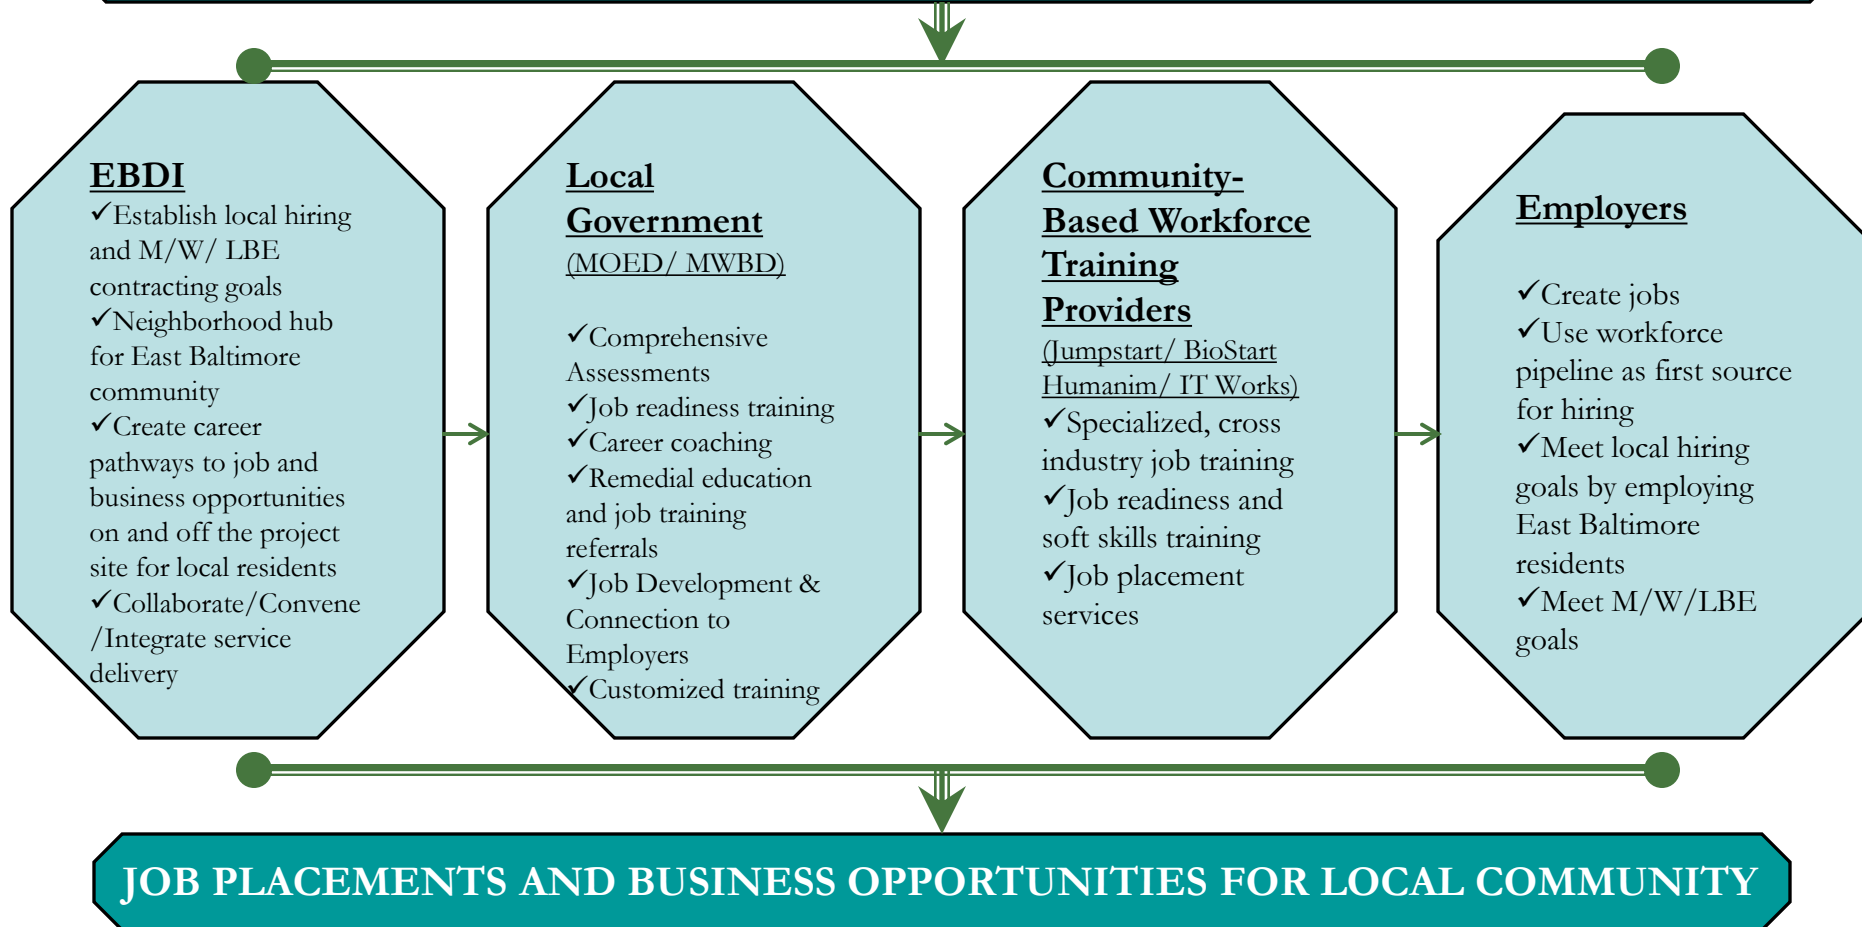 EBDI
✓Establish local hiring
and M/W/ LBE
contracting goals
✓Neighborhood hub
for East Baltimore
community
✓Create career
pathways to job and
business opportunities
on and off the project
site for local residents
✓Collaborate/Convene
/Integrate service
delivery
Local
Government
(MOED/ MWBD)
✓Comprehensive
Assessments
✓Job readiness training
✓Career coaching
✓Remedial education
and job training
referrals
✓Job Development &
Connection to
Employers
✓Customized training
Community-
Based Workforce
Training
Providers
(Jumpstart/ BioStart
Humanim/ IT Works)
✓Specialized, cross
industry job training
✓Job readiness and
soft skills training
✓Job placement
services
Employers
✓Create jobs
✓Use workforce
pipeline as first source
for hiring
✓Meet local hiring
goals by employing
East Baltimore
residents
✓Meet M/W/LBE
goals
JOB PLACEMENTS AND BUSINESS OPPORTUNITIES FOR LOCAL COMMUNITY